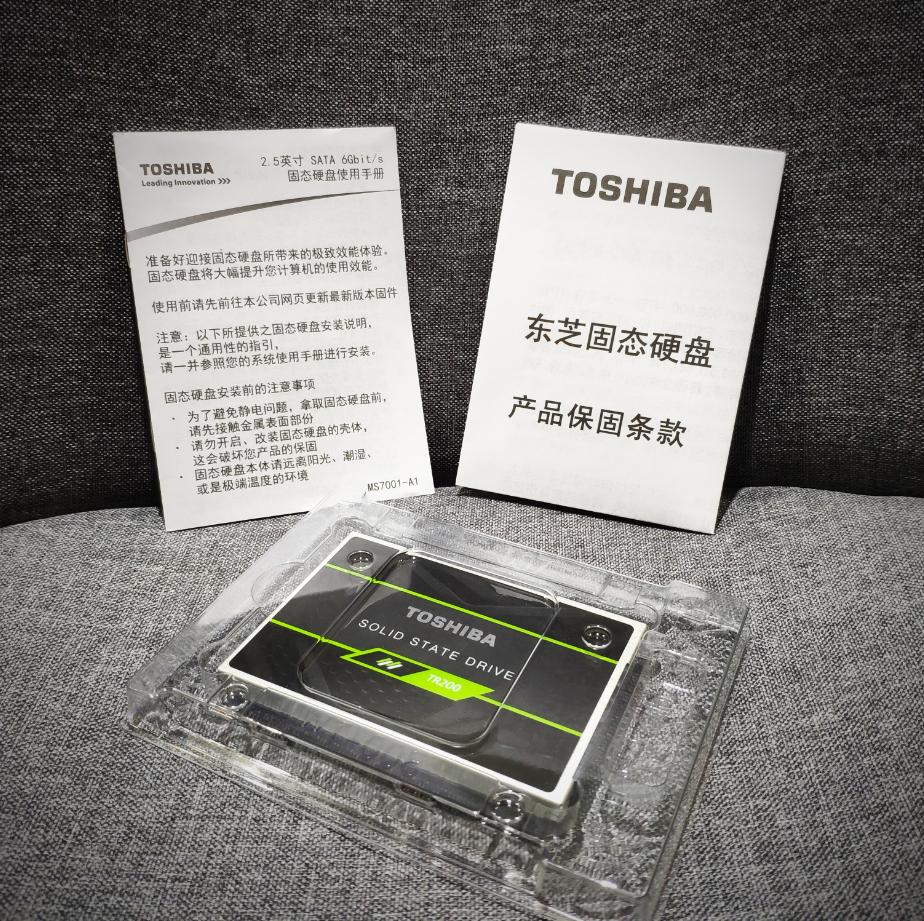 TOSHIBA
Leading Innovation >>>
2.5英寸 SATA 6Gbit/s
固态硬盘使用手册
准备好迎接固态硬盘所带来的极致效能体验。
固态硬盘将大幅提升您计算机的使用效能。
使用前请先前往本公司网页更新最新版本固件
注意：以下所提供之固态硬盘安装说明，
是一个通用性的指引，
请一并参照您的系统使用手册进行安装。
固态硬盘安装前的注意事项
· 为了避免静电问题，拿取固态硬盘前，
请先接触金属表面部份
· 请勿开启、改装固态硬盘的壳体，
这会破坏您产品的保固
· 固态硬盘本体请远离阳光、潮湿、
或是极端温度的环境
MS7001-A1
TOSHIBA
东芝固态硬盘
产品保固条款
TOSHIBA
SOLID STATE DRIVE
TR200